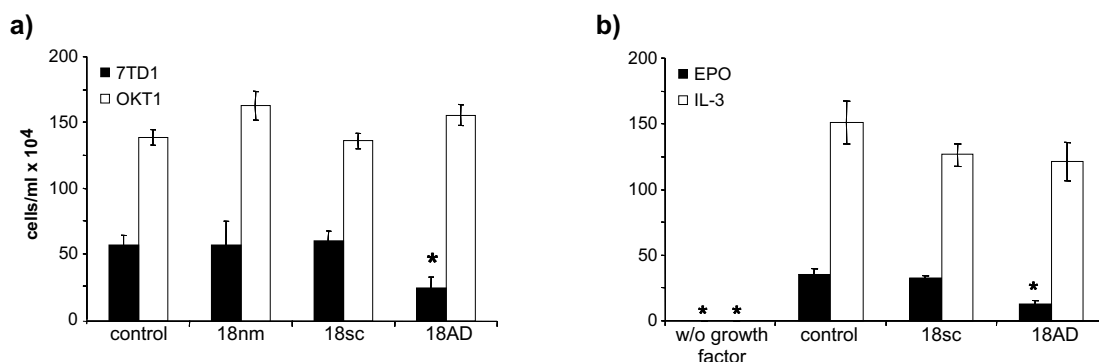 a)
200
7TD1
OKT1
150
100
50
0
cells/ml x 10⁴
*
control 18nm 18sc 18AD
b)
200
EPO
IL-3
150
100
50
0
* * *
w/o growth control 18sc 18AD
factor